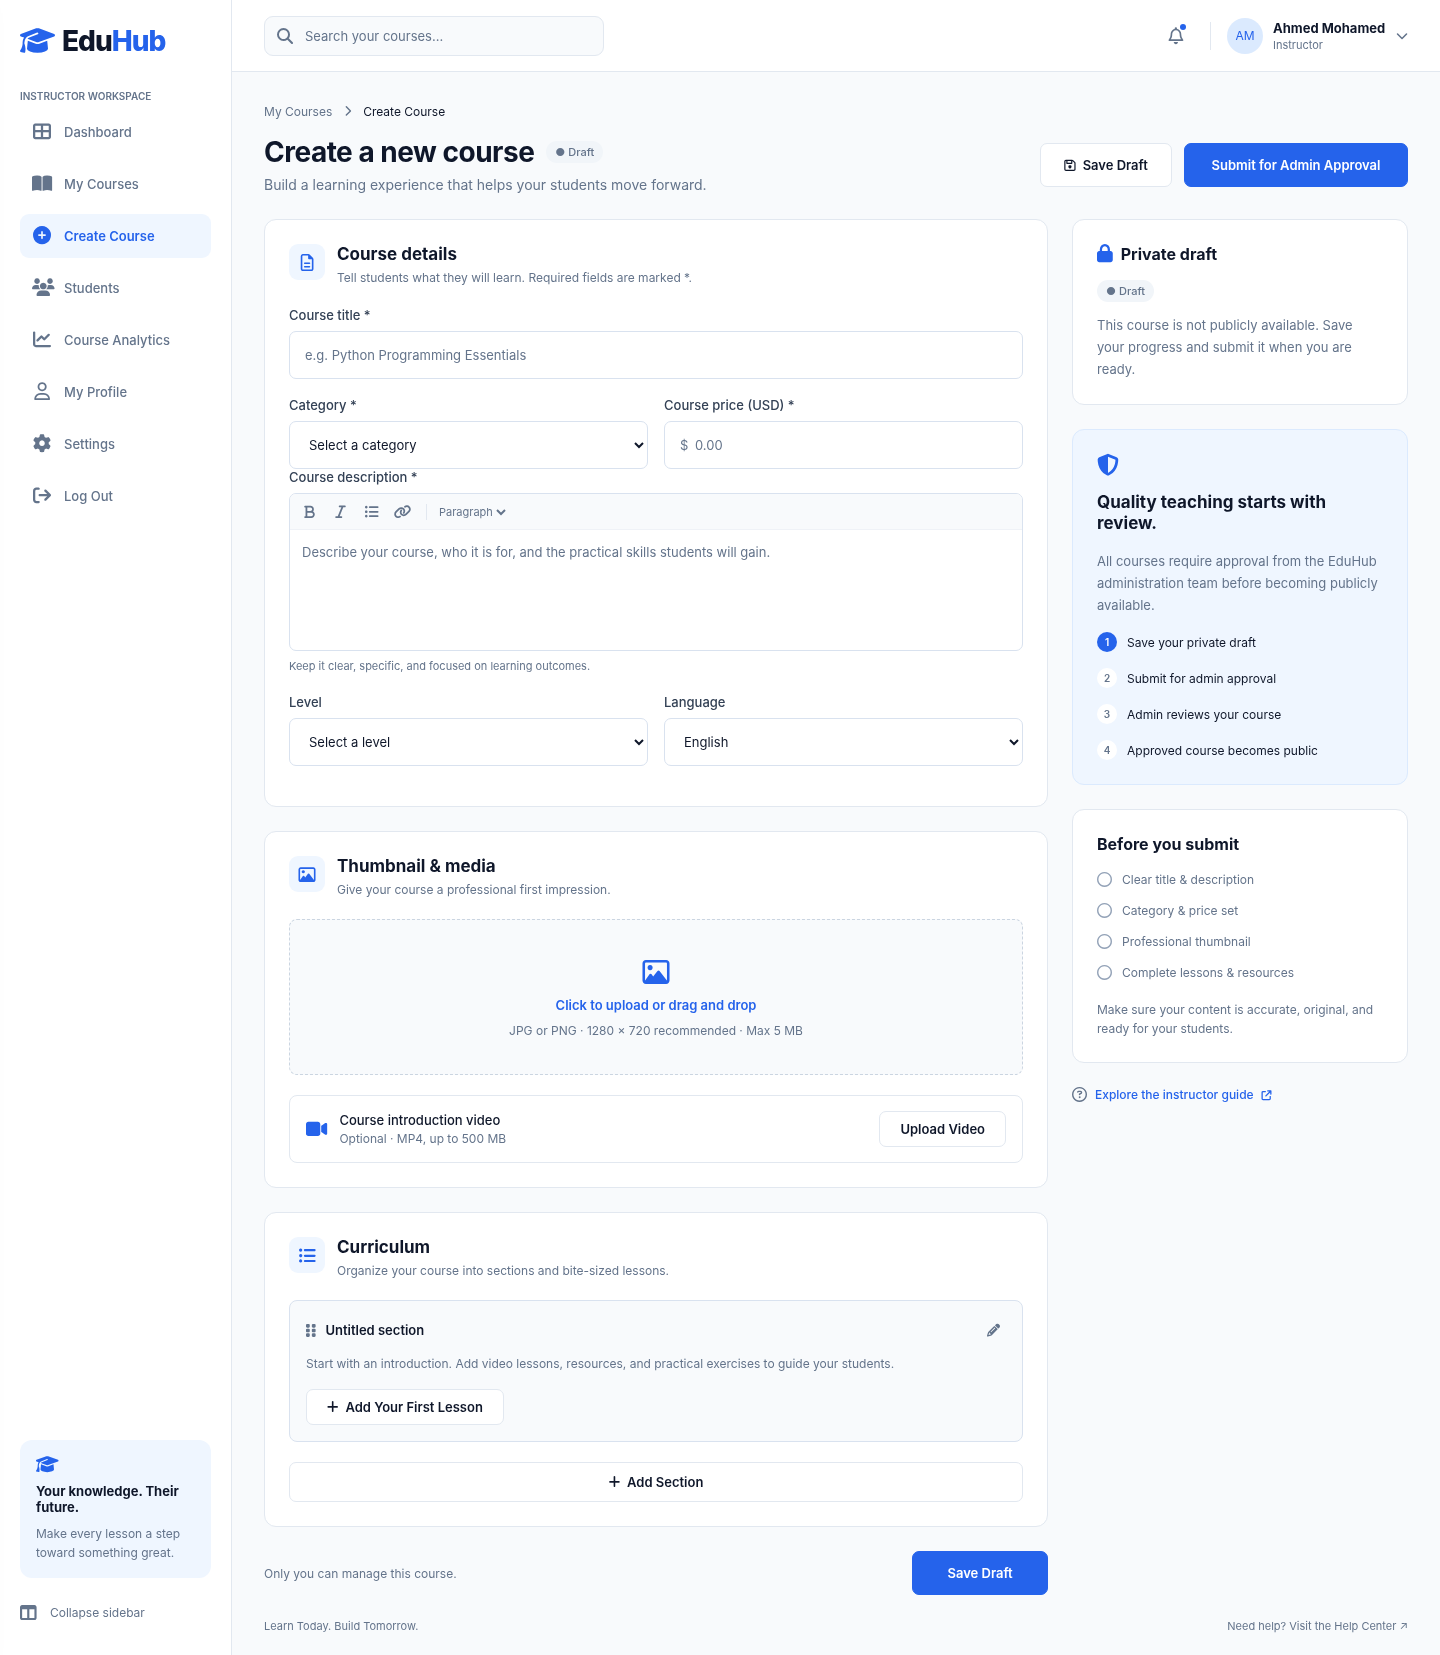 EduHub
INSTRUCTOR WORKSPACE
Dashboard
My Courses
Create Course
Students
Course Analytics
My Profile
Settings
Log Out
Your knowledge. Their
future.
Make every lesson a step
toward something great.
Collapse sidebar
Search your courses...
AM
Ahmed Mohamed
Instructor
My Courses > Create Course
Create a new course
Draft
Build a learning experience that helps your students move forward.
Save Draft
Submit for Admin Approval
Course details
Tell students what they will learn. Required fields are marked *.
Course title *
e.g. Python Programming Essentials
Category *
Course price (USD) *
Select a category
$ 0.00
Course description *
B I Paragraph
Describe your course, who it is for, and the practical skills students will gain.
Keep it clear, specific, and focused on learning outcomes.
Level
Language
Select a level
English
Thumbnail & media
Give your course a professional first impression.
Click to upload or drag and drop
JPG or PNG · 1280 × 720 recommended · Max 5 MB
Course introduction video
Optional · MP4, up to 500 MB
Upload Video
Curriculum
Organize your course into sections and bite-sized lessons.
Untitled section
Start with an introduction. Add video lessons, resources, and practical exercises to guide your students.
+ Add Your First Lesson
+ Add Section
Only you can manage this course.
Save Draft
Private draft
Draft
This course is not publicly available. Save
your progress and submit it when you are
ready.
Quality teaching starts with
review.
All courses require approval from the EduHub
administration team before becoming publicly
available.
1 Save your private draft
2 Submit for admin approval
3 Admin reviews your course
4 Approved course becomes public
Before you submit
Clear title & description
Category & price set
Professional thumbnail
Complete lessons & resources
Make sure your content is accurate, original, and
ready for your students.
Explore the instructor guide
Learn Today. Build Tomorrow.
Need help? Visit the Help Center ↗